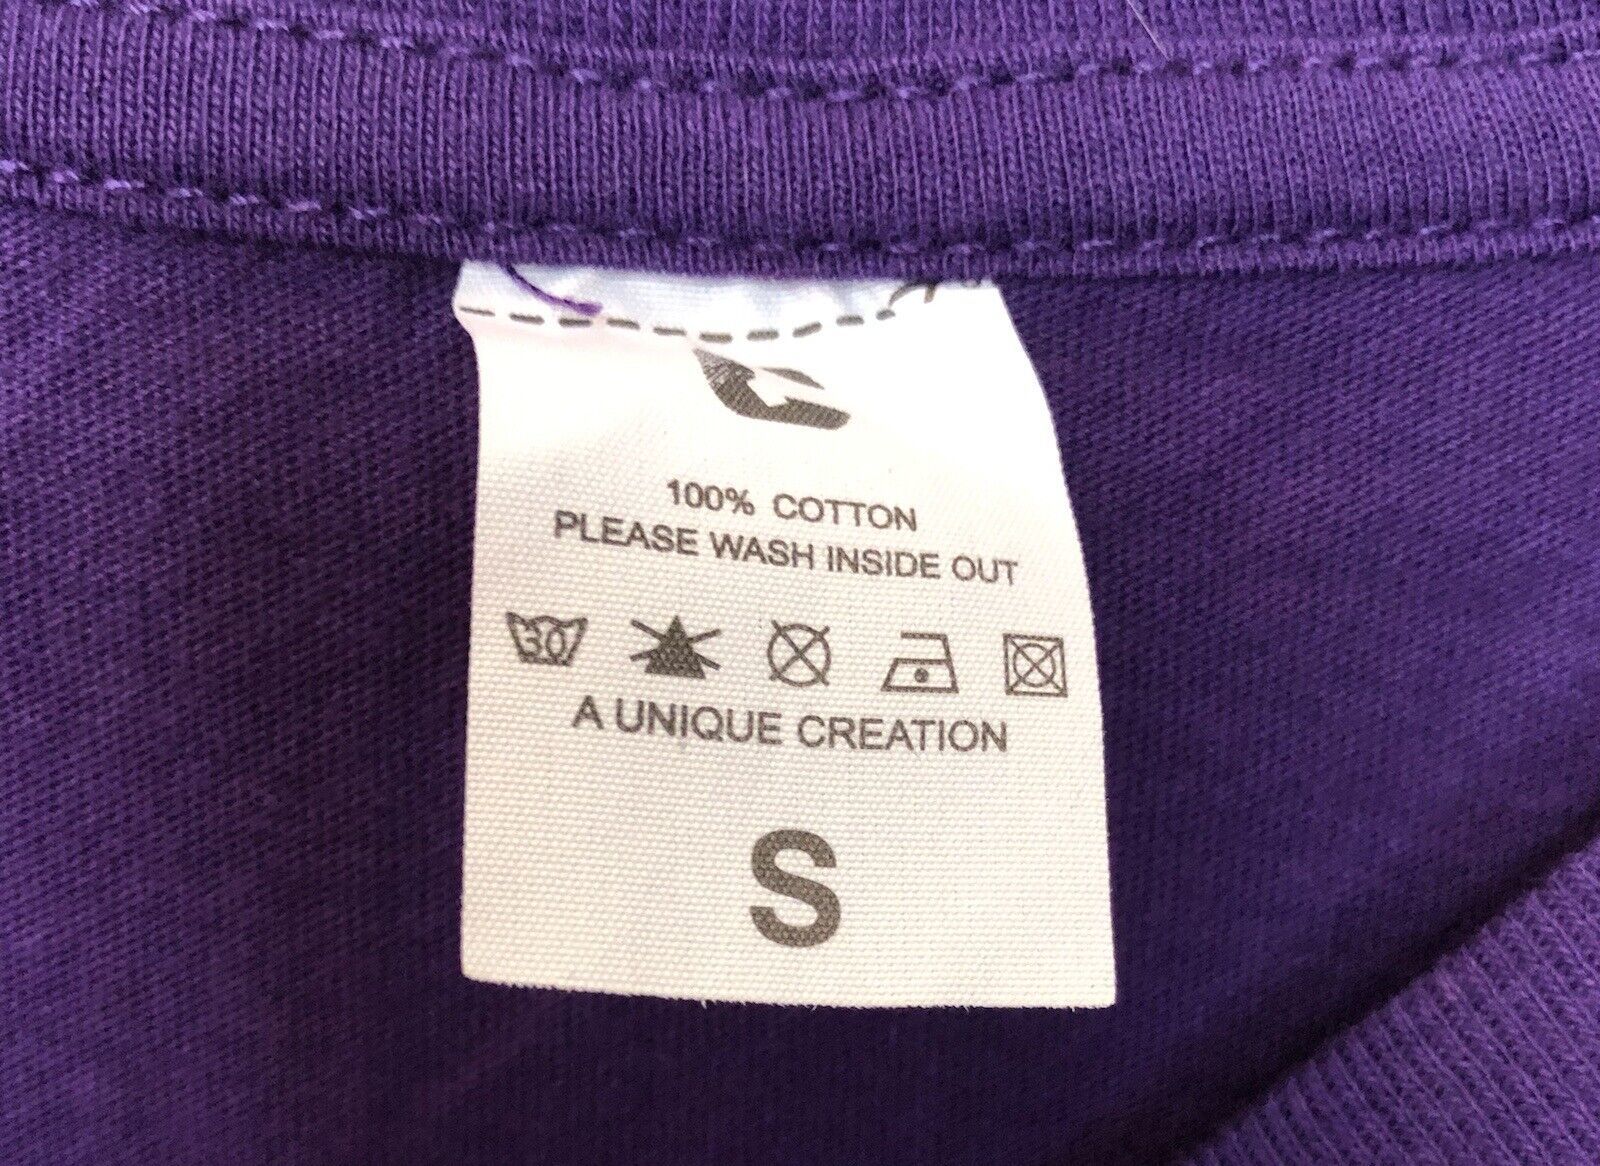 100% COTTON
PLEASE WASH INSIDE OUT
30
A UNIQUE CREATION
S